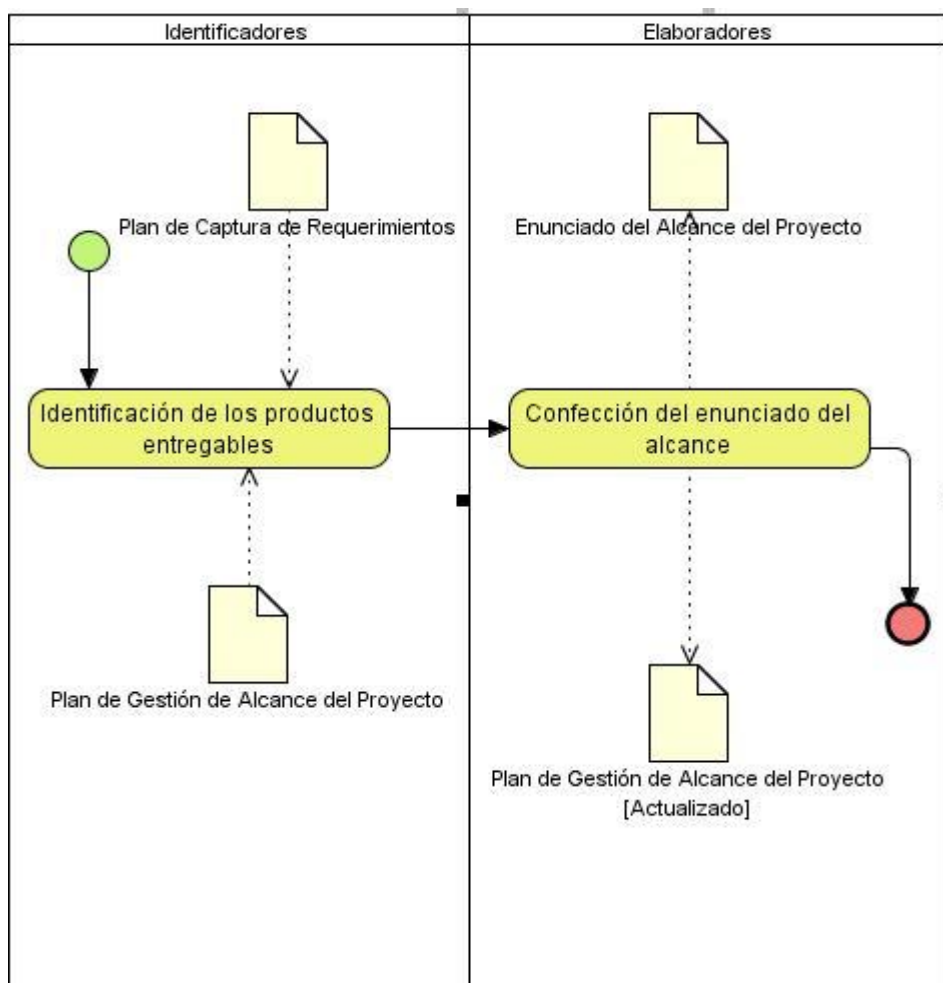 Identificadores
Elaboradores
Plan de Captura de Requerimientos
Enunciado del Alcance del Proyecto
Identificación de los productos
entregables
Confección del enunciado del
alcance
Plan de Gestión de Alcance del Proyecto
Plan de Gestión de Alcance del Proyecto
[Actualizado]